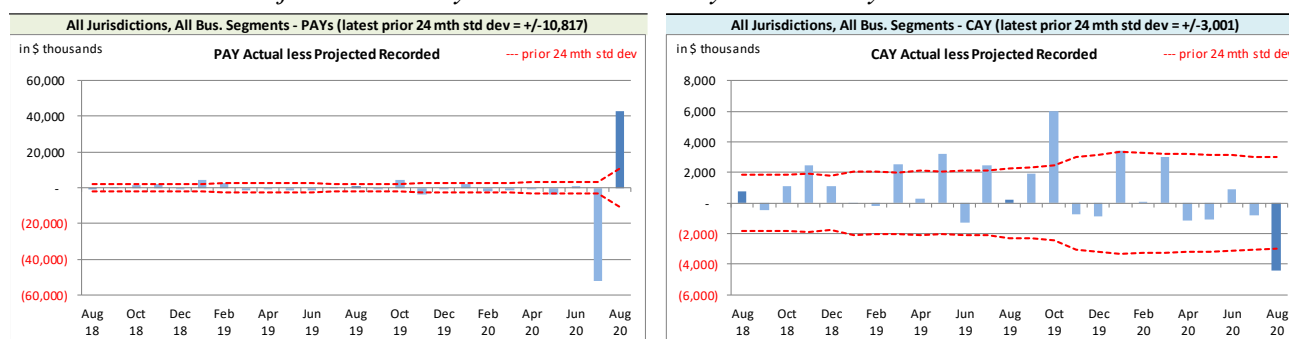 All Jurisdictions, All Bus. Segments - PAYs (latest prior 24 mth std dev = +/-10,817)
in $ thousands
PAY Actual less Projected Recorded
--- prior 24 mth std dev
60,000
40,000
20,000
-
(20,000)
(40,000)
(60,000)
Aug 18 Oct 18 Dec 18 Feb 19 Apr 19 Jun 19 Aug 19 Oct 19 Dec 19 Feb 20 Apr 20 Jun 20 Aug 20
All Jurisdictions, All Bus. Segments - CAY (latest prior 24 mth std dev = +/-3,001)
in $ thousands
CAY Actual less Projected Recorded
--- prior 24 mth std dev
8,000
6,000
4,000
2,000
-
(2,000)
(4,000)
(6,000)
Aug 18 Oct 18 Dec 18 Feb 19 Apr 19 Jun 19 Aug 19 Oct 19 Dec 19 Feb 20 Apr 20 Jun 20 Aug 20